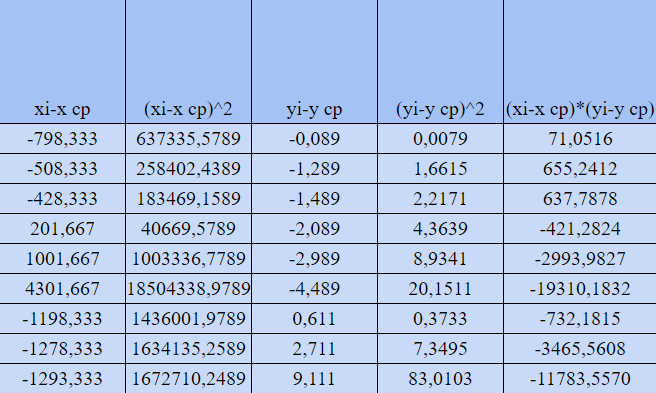 xi-x cp (xi-x cp)^2 yi-y cp (yi-y cp)^2 (xi-x cp)*(yi-y cp)
-798,333 637335,5789 -0,089 0,0079 71,0516
-508,333 258402,4389 -1,289 1,6615 655,2412
-428,333 183469,1589 -1,489 2,2171 637,7878
201,667 40669,5789 -2,089 4,3639 -421,2824
1001,667 1003336,7789 -2,989 8,9341 -2993,9827
4301,667 18504338,9789 -4,489 20,1511 -19310,1832
-1198,333 1436001,9789 0,611 0,3733 -732,1815
-1278,333 1634135,2589 2,711 7,3495 -3465,5608
-1293,333 1672710,2489 9,111 83,0103 -11783,5570